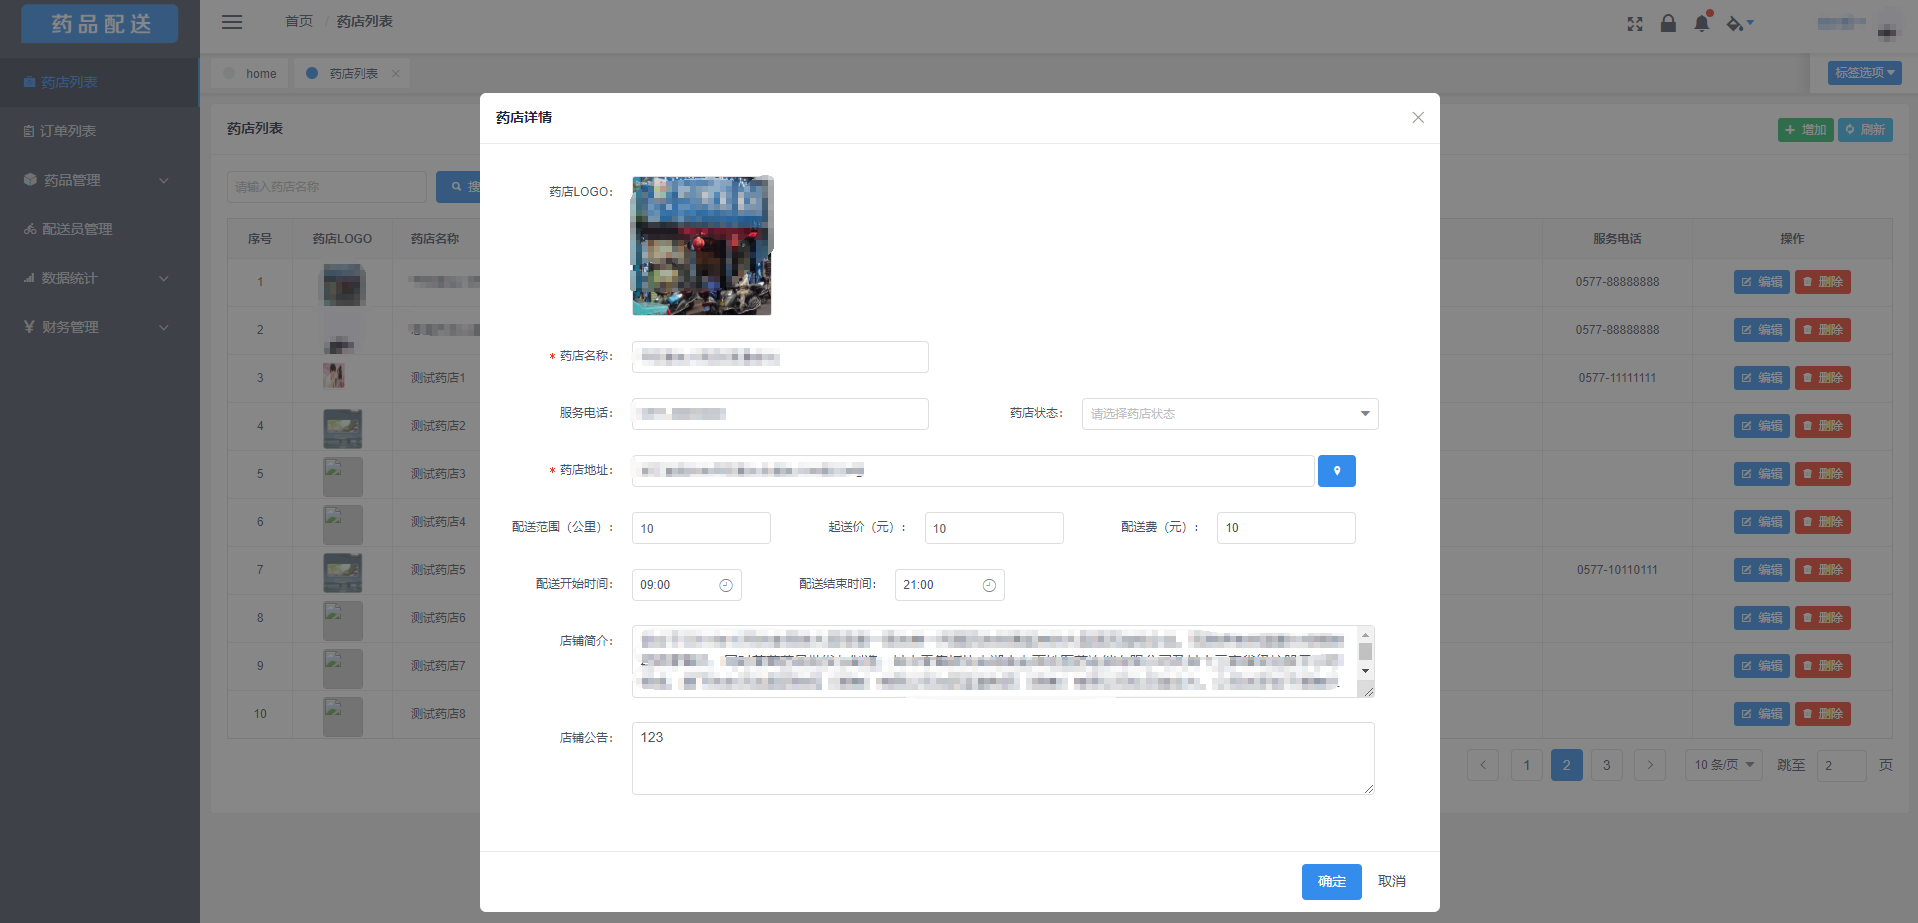 药品配送
首页 / 药店列表
药店列表
订单列表
药品管理
配送员管理
数据统计
¥ 财务管理
home
药店列表
标签选项
药店列表
+ 增加
刷新
请输入药店名称
搜
序号 药店LOGO 药店名称 服务电话 操作
1 0577-88888888 编辑 删除
2 0577-88888888 编辑 删除
3 测试药店1 0577-11111111 编辑 删除
4 测试药店2 编辑 删除
5 测试药店3 编辑 删除
6 测试药店4 编辑 删除
7 测试药店5 0577-10110111 编辑 删除
8 测试药店6 编辑 删除
9 测试药店7 编辑 删除
10 测试药店8 编辑 删除
1 2 3 10 条/页 跳至 2 页
药店详情
药店LOGO：
* 药店名称：
服务电话： 药店状态： 请选择药店状态
* 药店地址：
配送范围（公里）： 10 起送价（元）： 10 配送费（元）： 10
配送开始时间： 09:00 配送结束时间： 21:00
店铺简介：
店铺公告： 123
确定 取消